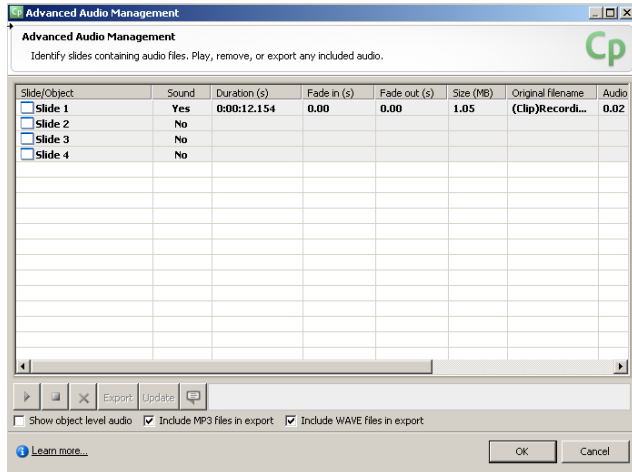 Cp Advanced Audio Management
Advanced Audio Management
Identify slides containing audio files. Play, remove, or export any included audio.
Cp
Slide/Object Sound Duration (s) Fade in (s) Fade out (s) Size (MB) Original filename Audio
Slide 1 Yes 0:00:12.154 0.00 0.00 1.05 (Clip)Recordi... 0.02
Slide 2 No
Slide 3 No
Slide 4 No
Export Update
Show object level audio Include MP3 files in export Include WAVE files in export
Learn more... OK Cancel